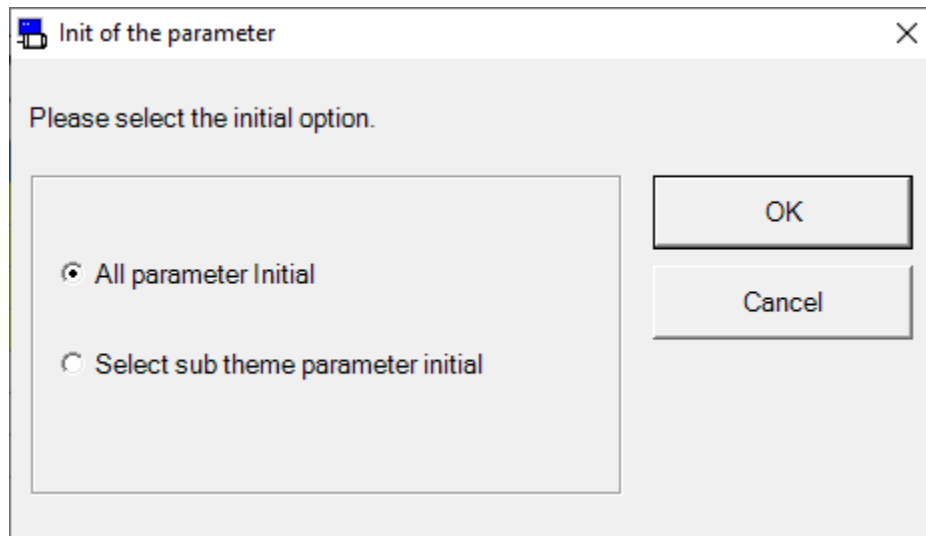 Init of the parameter
Please select the initial option.
All parameter Initial
Select sub theme parameter initial
OK
Cancel